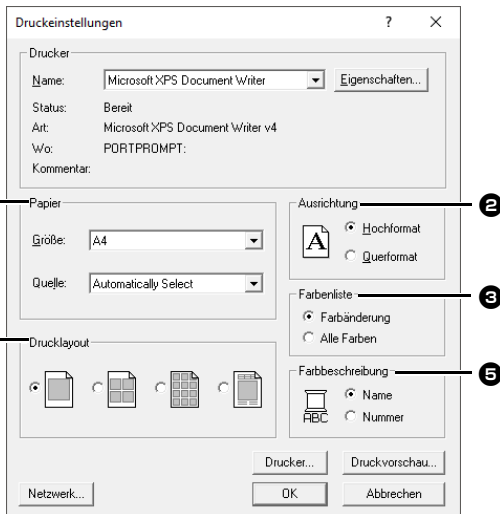 Druckeinstellungen ? ×
Drucker
Name: Microsoft XPS Document Writer Eigenschaften...
Status: Bereit
Art: Microsoft XPS Document Writer v4
Wo: PORTPROMPT:
Kommentar:
Papier
Größe: A4
Quelle: Automatically Select
Ausrichtung 2
A Hochformat
Querformat
Farbenliste 3
Farbänderung
Alle Farben
Drucklayout
Farbbeschreibung 5
Name
ABC Nummer
Drucker... Druckvorschau...
Netzwerk... OK Abbrechen